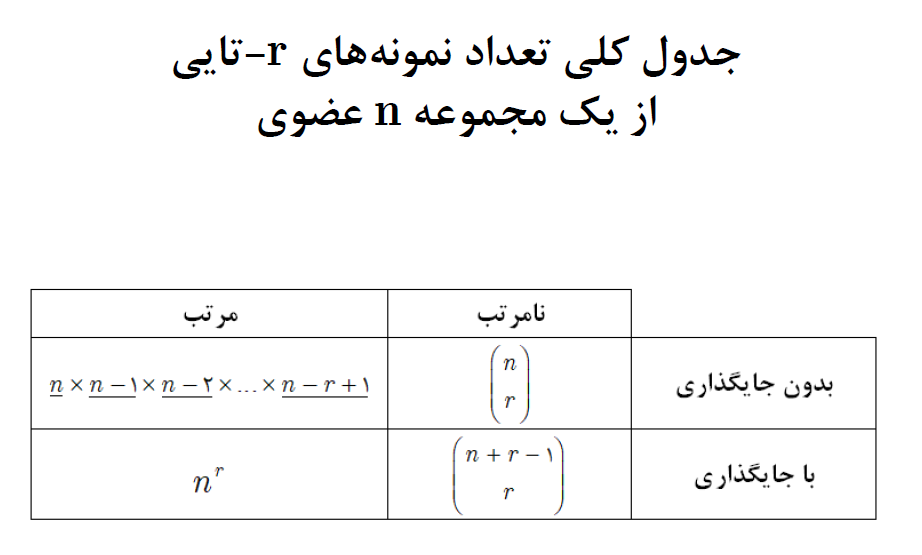 جدول کلی تعداد نمونه‌های r-تایی
از یک مجموعه n عضوی
نامرتب مرتب
بدون جایگذاری (n r) n × n − ۱ × n − ۲ × ... × n − r + ۱
با جایگذاری (n + r − ۱ r) n^r